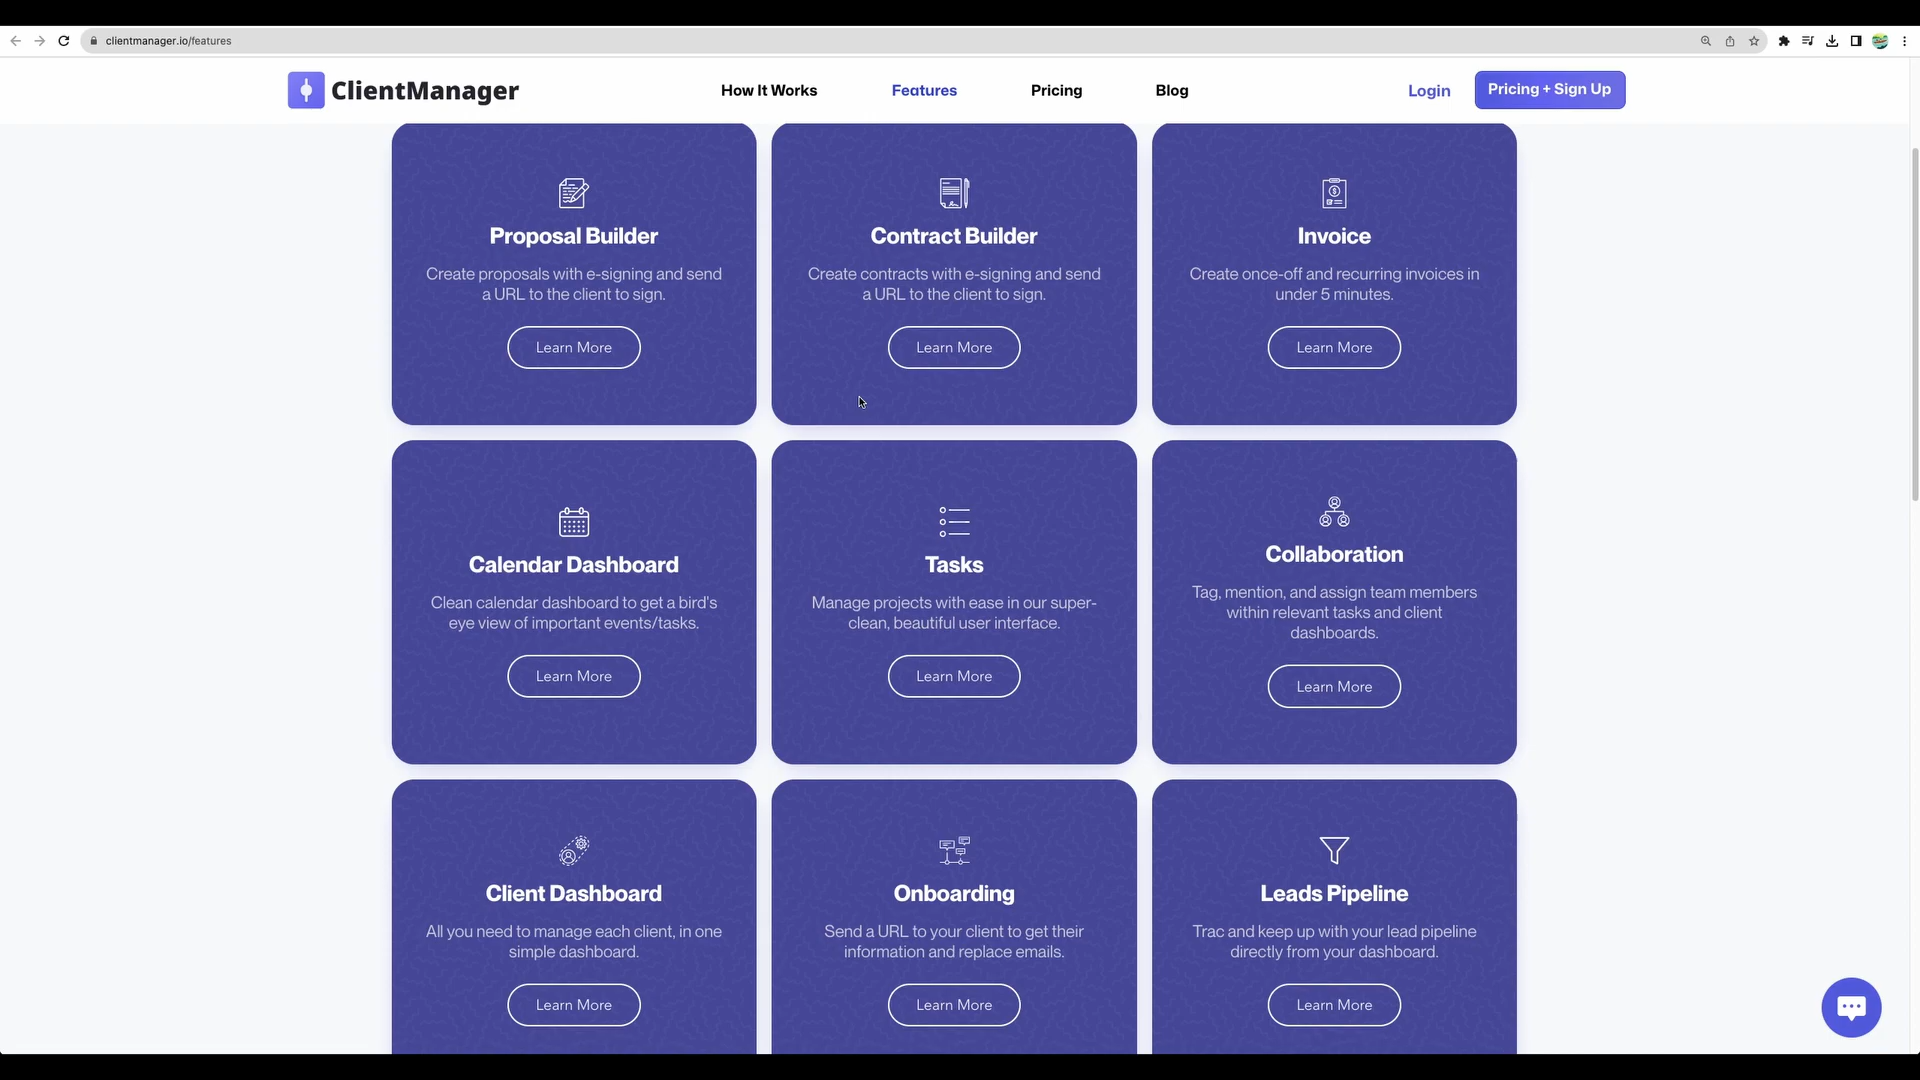 clientmanager.io/features
ClientManager
How It Works
Features
Pricing
Blog
Login
Pricing + Sign Up
Proposal Builder
Create proposals with e-signing and send
a URL to the client to sign.
Learn More
Contract Builder
Create contracts with e-signing and send
a URL to the client to sign.
Learn More
Invoice
Create once-off and recurring invoices in
under 5 minutes.
Learn More
Calendar Dashboard
Clean calendar dashboard to get a bird's
eye view of important events/tasks.
Learn More
Tasks
Manage projects with ease in our super-
clean, beautiful user interface.
Learn More
Collaboration
Tag, mention, and assign team members
within relevant tasks and client
dashboards.
Learn More
Client Dashboard
All you need to manage each client, in one
simple dashboard.
Learn More
Onboarding
Send a URL to your client to get their
information and replace emails.
Learn More
Leads Pipeline
Trac and keep up with your lead pipeline
directly from your dashboard.
Learn More